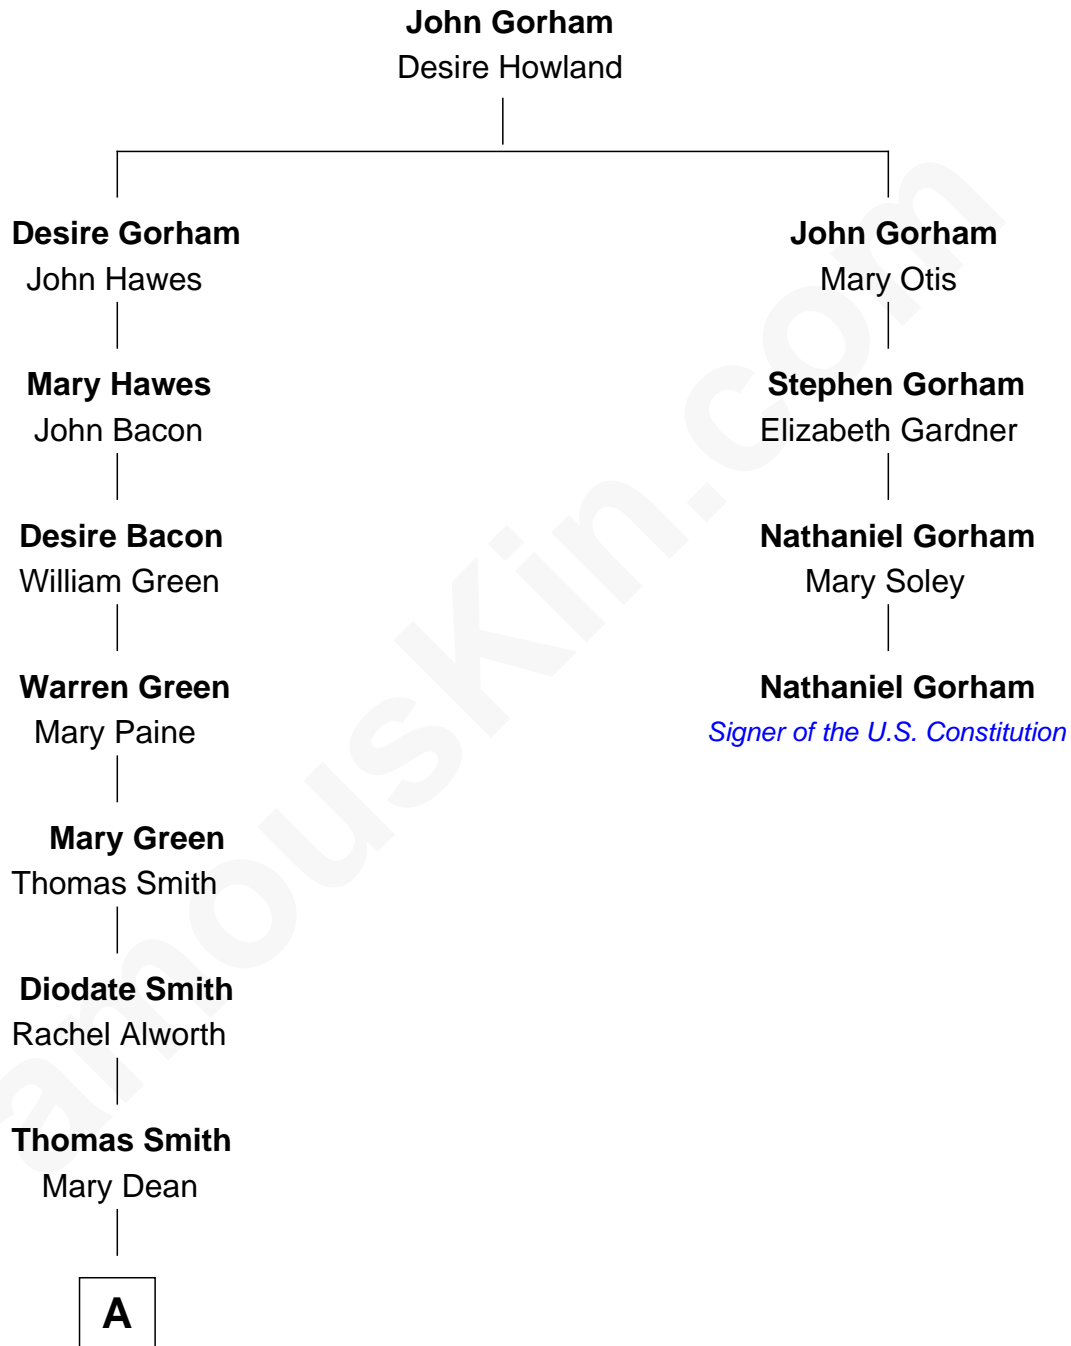 John Gorham
Desire Howland
Desire Gorham
John Hawes
Mary Hawes
John Bacon
Desire Bacon
William Green
Warren Green
Mary Paine
Mary Green
Thomas Smith
Diodate Smith
Rachel Alworth
Thomas Smith
Mary Dean
A
John Gorham
Mary Otis
Stephen Gorham
Elizabeth Gardner
Nathaniel Gorham
Mary Soley
Nathaniel Gorham
Signer of the U.S. Constitution
amouskin.com